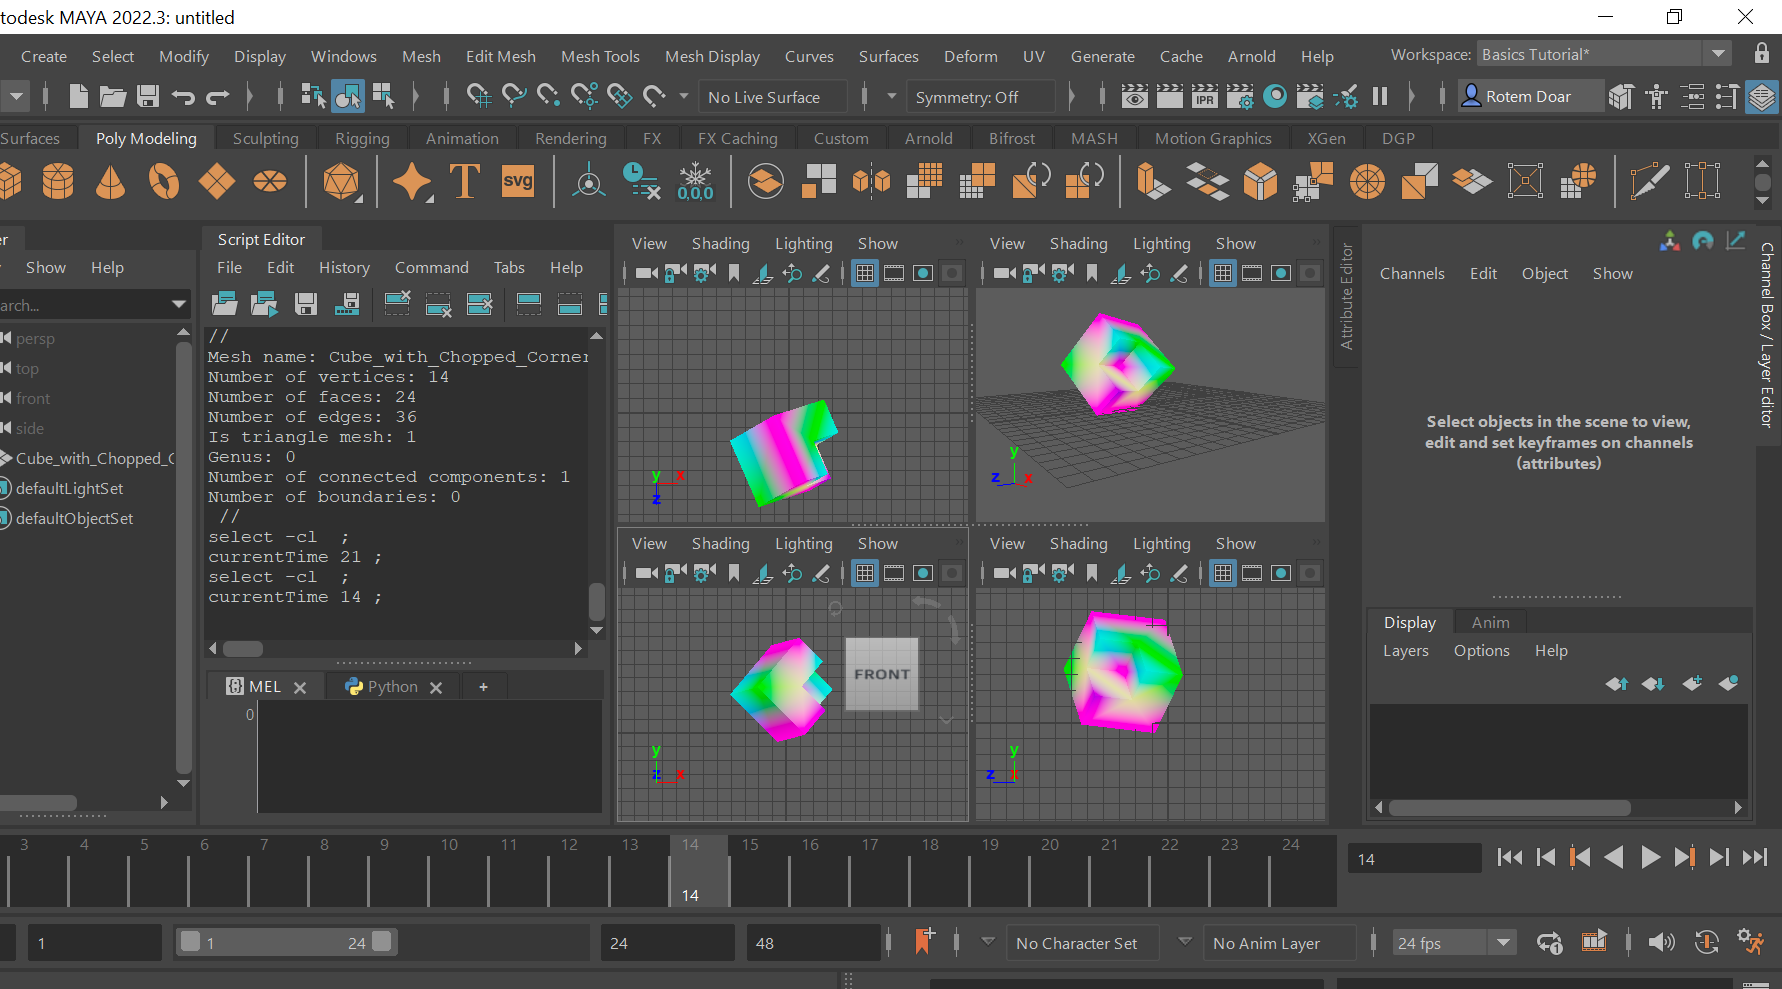 todesk MAYA 2022.3: untitled
Create Select Modify Display Windows Mesh Edit Mesh Mesh Tools Mesh Display Curves Surfaces Deform UV Generate Cache Arnold Help Workspace: Basics Tutorial*
No Live Surface Symmetry: Off IPR Rotem Doar
Surfaces Poly Modeling Sculpting Rigging Animation Rendering FX FX Caching Custom Arnold Bifrost MASH Motion Graphics XGen DGP
T svg 0,0,0
er
Show Help
arch...
persp
top
front
side
Cube_with_Chopped_C
defaultLightSet
defaultObjectSet
Script Editor
File Edit History Command Tabs Help
//
Mesh name: Cube_with_Chopped_Corner
Number of vertices: 14
Number of faces: 24
Number of edges: 36
Is triangle mesh: 1
Genus: 0
Number of connected components: 1
Number of boundaries: 0
//
select -cl  ;
currentTime 21 ;
select -cl  ;
currentTime 14 ;
MEL Python +
0
View Shading Lighting Show
y x
z
View Shading Lighting Show
y
z x
View Shading Lighting Show
FRONT
y
z x
View Shading Lighting Show
y
z x
Attribute Editor
Channels Edit Object Show
Select objects in the scene to view,
edit and set keyframes on channels
(attributes)
Channel Box / Layer Editor
Display Anim
Layers Options Help
3 4 5 6 7 8 9 10 11 12 13 14 15 16 17 18 19 20 21 22 23 24
14
14
1 1 24 24 48 No Character Set No Anim Layer 24 fps